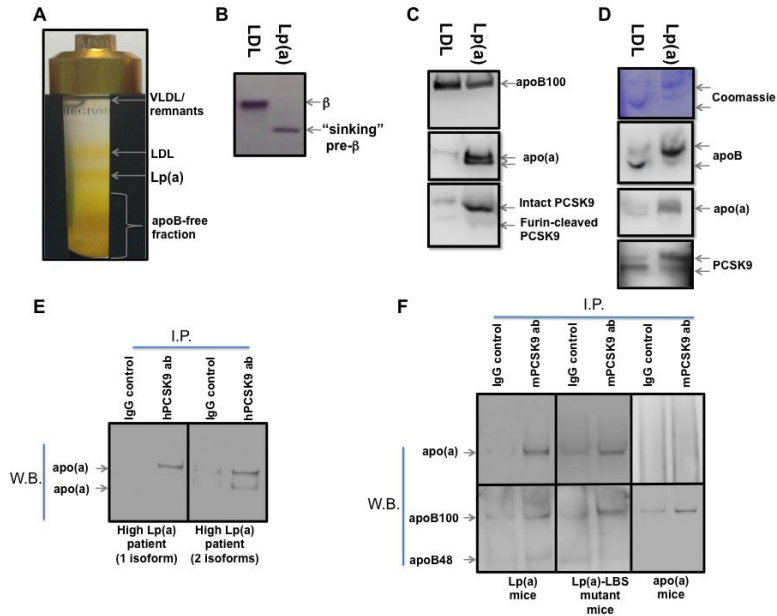 A
VLDL/
remnants
LDL
Lp(a)
apoB-free
fraction
B
LDL
Lp(a)
β
“sinking”
pre-β
C
LDL
Lp(a)
apoB100
apo(a)
Intact PCSK9
Furin-cleaved
PCSK9
D
LDL
Lp(a)
Coomassie
apoB
apo(a)
PCSK9
E
I.P.
IgG control
hPCSK9 ab
IgG control
hPCSK9 ab
W.B.
apo(a)
apo(a)
High Lp(a)
patient
(1 isoform)
High Lp(a)
patient
(2 isoforms)
F
I.P.
IgG control
mPCSK9 ab
IgG control
mPCSK9 ab
IgG control
mPCSK9 ab
W.B.
apo(a)
apoB100
apoB48
Lp(a)
mice
Lp(a)-LBS
mutant
mice
apo(a)
mice